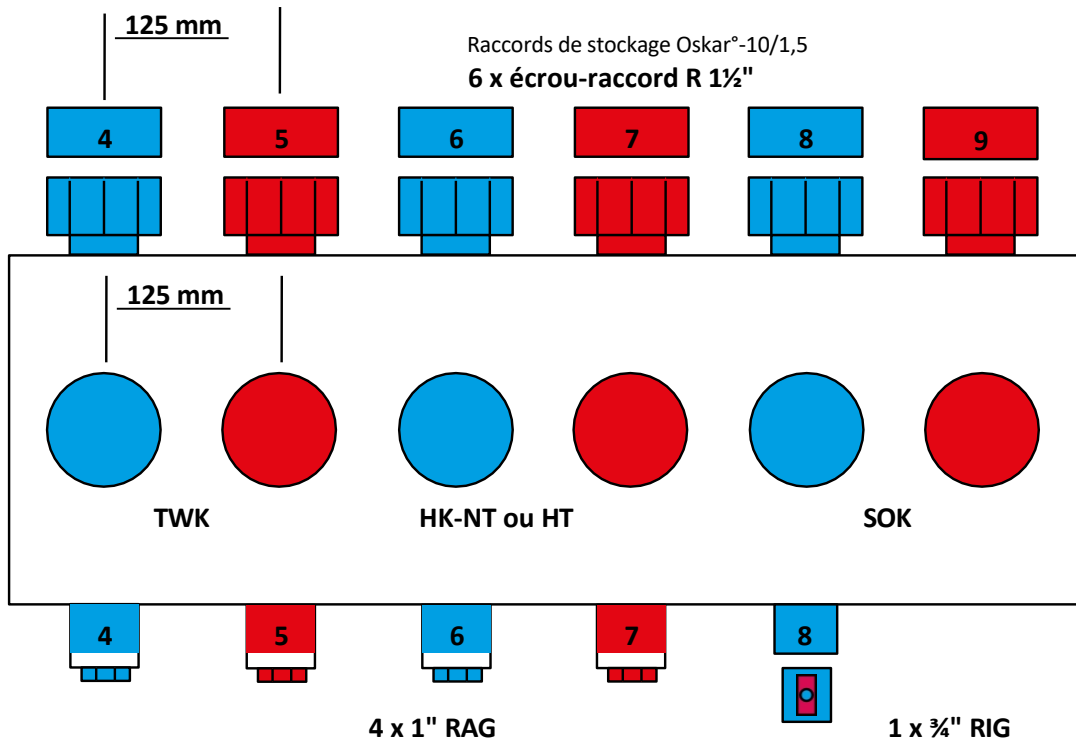 125 mm
Raccords de stockage Oskar°-10/1,5
6 x écrou-raccord R 1½"
4 5 6 7 8 9
125 mm
TWK HK-NT ou HT SOK
4 5 6 7 8
4 x 1" RAG 1 x ¾" RIG